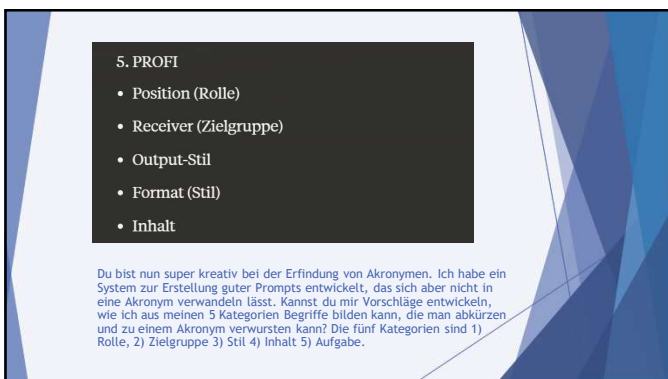 5. PROFI
• Position (Rolle)
• Receiver (Zielgruppe)
• Output-Stil
• Format (Stil)
• Inhalt
Du bist nun super kreativ bei der Erfindung von Akronymen. Ich habe ein
System zur Erstellung guter Prompts entwickelt, das sich aber nicht in
eine Akronym verwandeln lässt. Kannst du mir Vorschläge entwickeln,
wie ich aus meinen 5 Kategorien Begriffe bilden kann, die man abkürzen
und zu einem Akronym verwursten kann? Die fünf Kategorien sind 1)
Rolle, 2) Zielgruppe 3) Stil 4) Inhalt 5) Aufgabe.